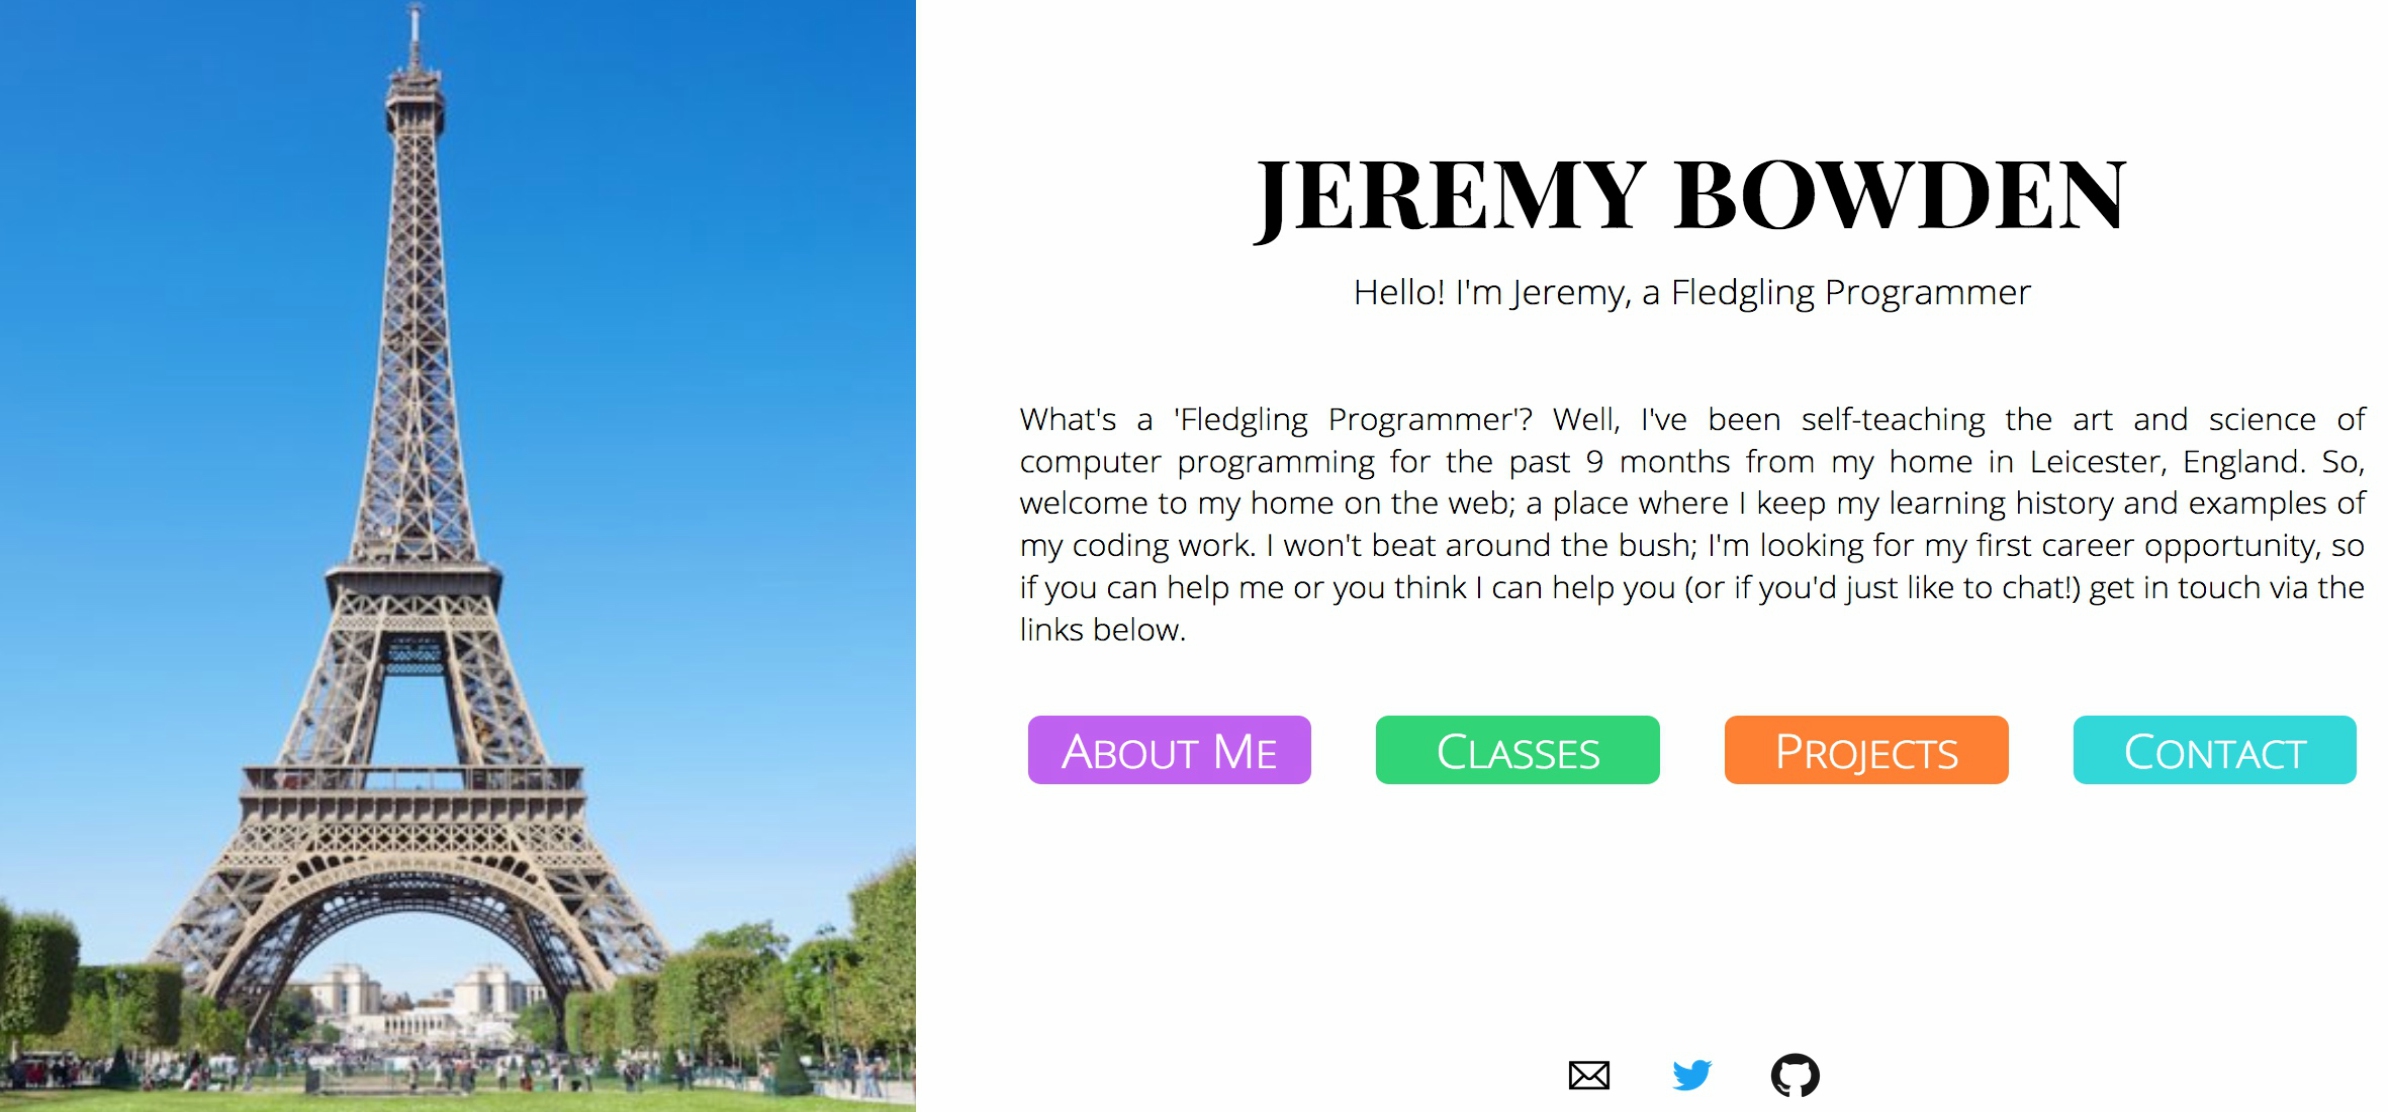 JEREMY BOWDEN
Hello! I'm Jeremy, a Fledgling Programmer
What's a 'Fledgling Programmer'? Well, I've been self-teaching the art and science of
computer programming for the past 9 months from my home in Leicester, England. So,
welcome to my home on the web; a place where I keep my learning history and examples of
my coding work. I won't beat around the bush; I'm looking for my first career opportunity, so
if you can help me or you think I can help you (or if you'd just like to chat!) get in touch via the
links below.
About Me
Classes
Projects
Contact